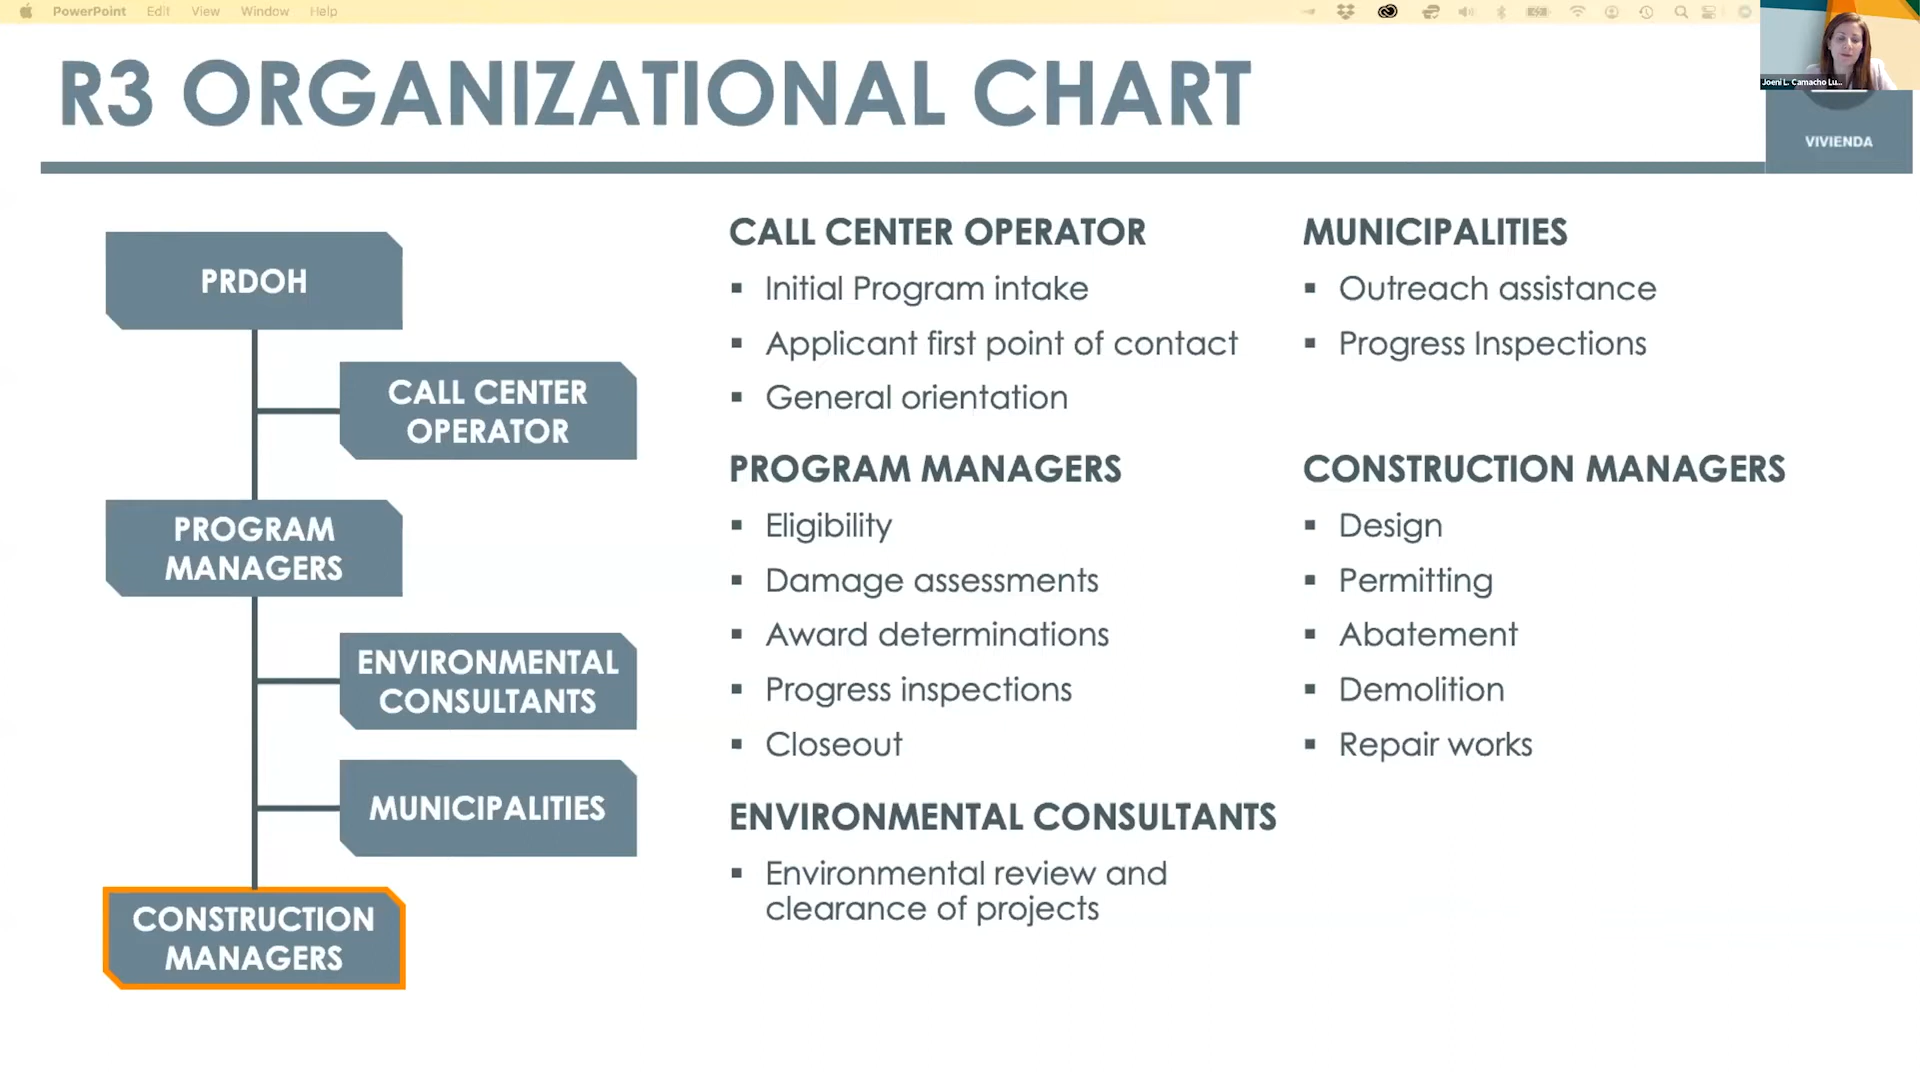 PowerPoint Edit View Window Help
Joeni L. Camacho Lu...
R3 ORGANIZATIONAL CHART
VIVIENDA
PRDOH
CALL CENTER
OPERATOR
PROGRAM
MANAGERS
ENVIRONMENTAL
CONSULTANTS
MUNICIPALITIES
CONSTRUCTION
MANAGERS
CALL CENTER OPERATOR
▪ Initial Program intake
▪ Applicant first point of contact
▪ General orientation
PROGRAM MANAGERS
▪ Eligibility
▪ Damage assessments
▪ Award determinations
▪ Progress inspections
▪ Closeout
ENVIRONMENTAL CONSULTANTS
▪ Environmental review and
clearance of projects
MUNICIPALITIES
▪ Outreach assistance
▪ Progress Inspections
CONSTRUCTION MANAGERS
▪ Design
▪ Permitting
▪ Abatement
▪ Demolition
▪ Repair works